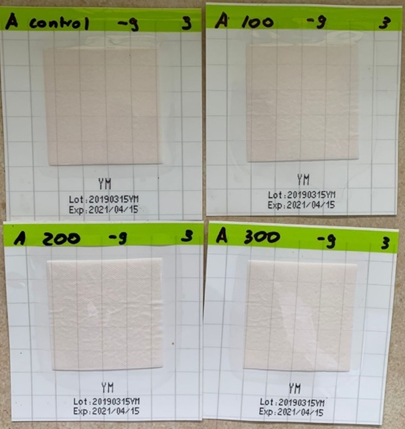 A control -g 3
YM
Lot:20190315YM
Exp:2021/04/15
A 100 -g 3
YM
Lot:20190315YM
Exp:2021/04/15
A 200 -g 3
YM
Lot:20190315YM
Exp:2021/04/15
A 300 -g 3
YM
Lot:20190315YM
Exp:2021/04/15